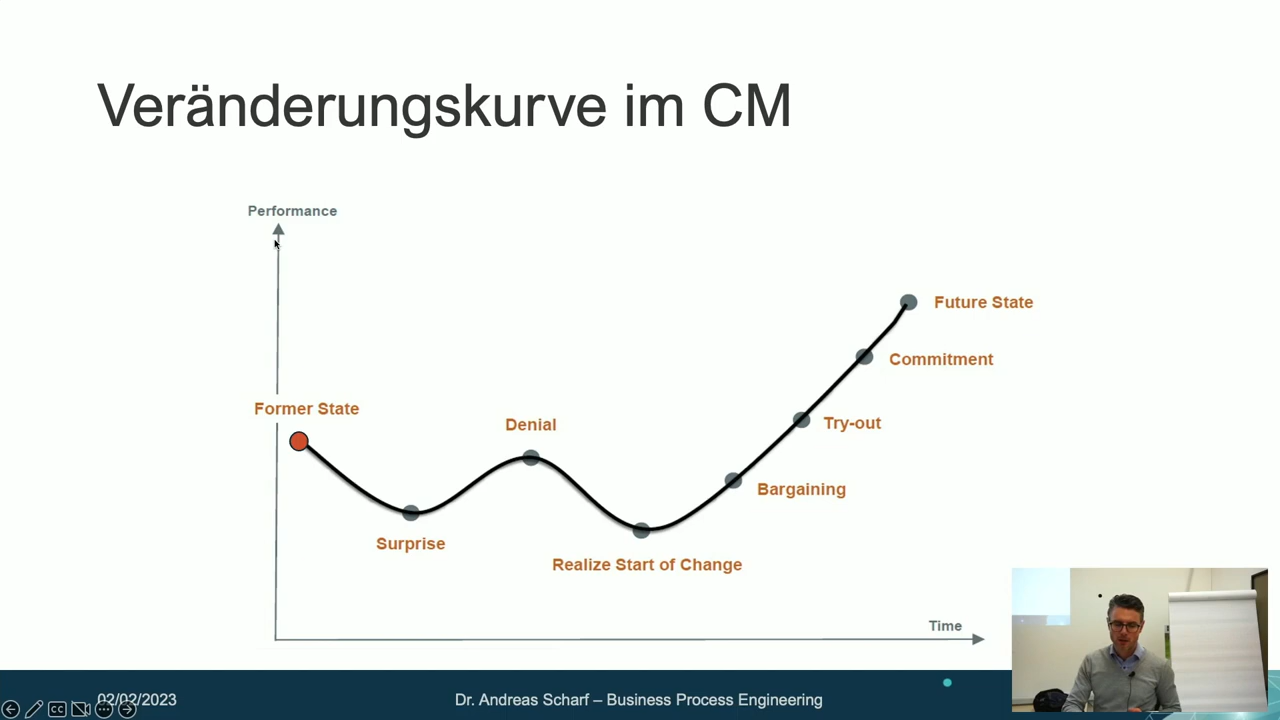 Veränderungskurve im CM
Performance
Future State
Commitment
Former State
Denial
Try-out
Bargaining
Surprise
Realize Start of Change
Time
02/02/2023
Dr. Andreas Scharf – Business Process Engineering
CC